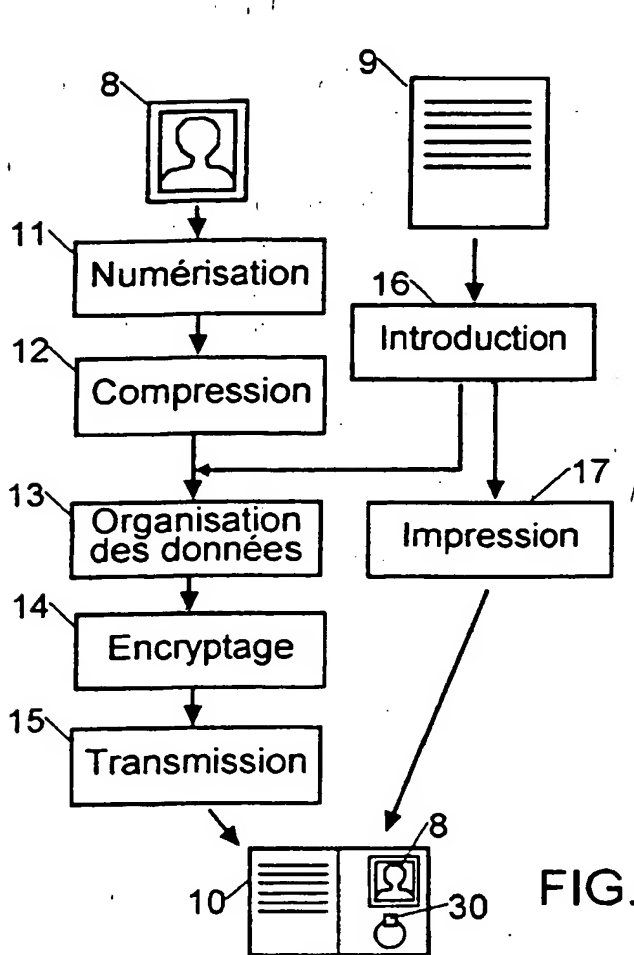 8
9
11
Numérisation
16
Introduction
12
Compression
13
Organisation
des données
17
Impression
14
Encryptage
15
Transmission
8
10
30
FIG.